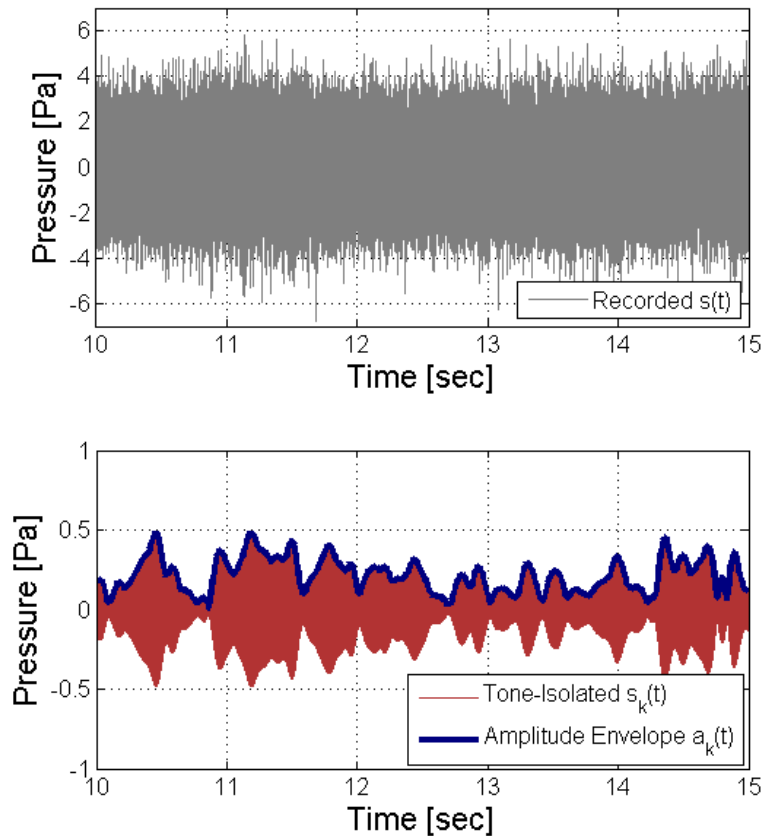 6
4
2
0
-2
-4
-6
Pressure [Pa]
Recorded s(t)
10 11 12 13 14 15
Time [sec]
1
0.5
0
-0.5
-1
Pressure [Pa]
Tone-Isolated s_k(t)
Amplitude Envelope a_k(t)
10 11 12 13 14 15
Time [sec]